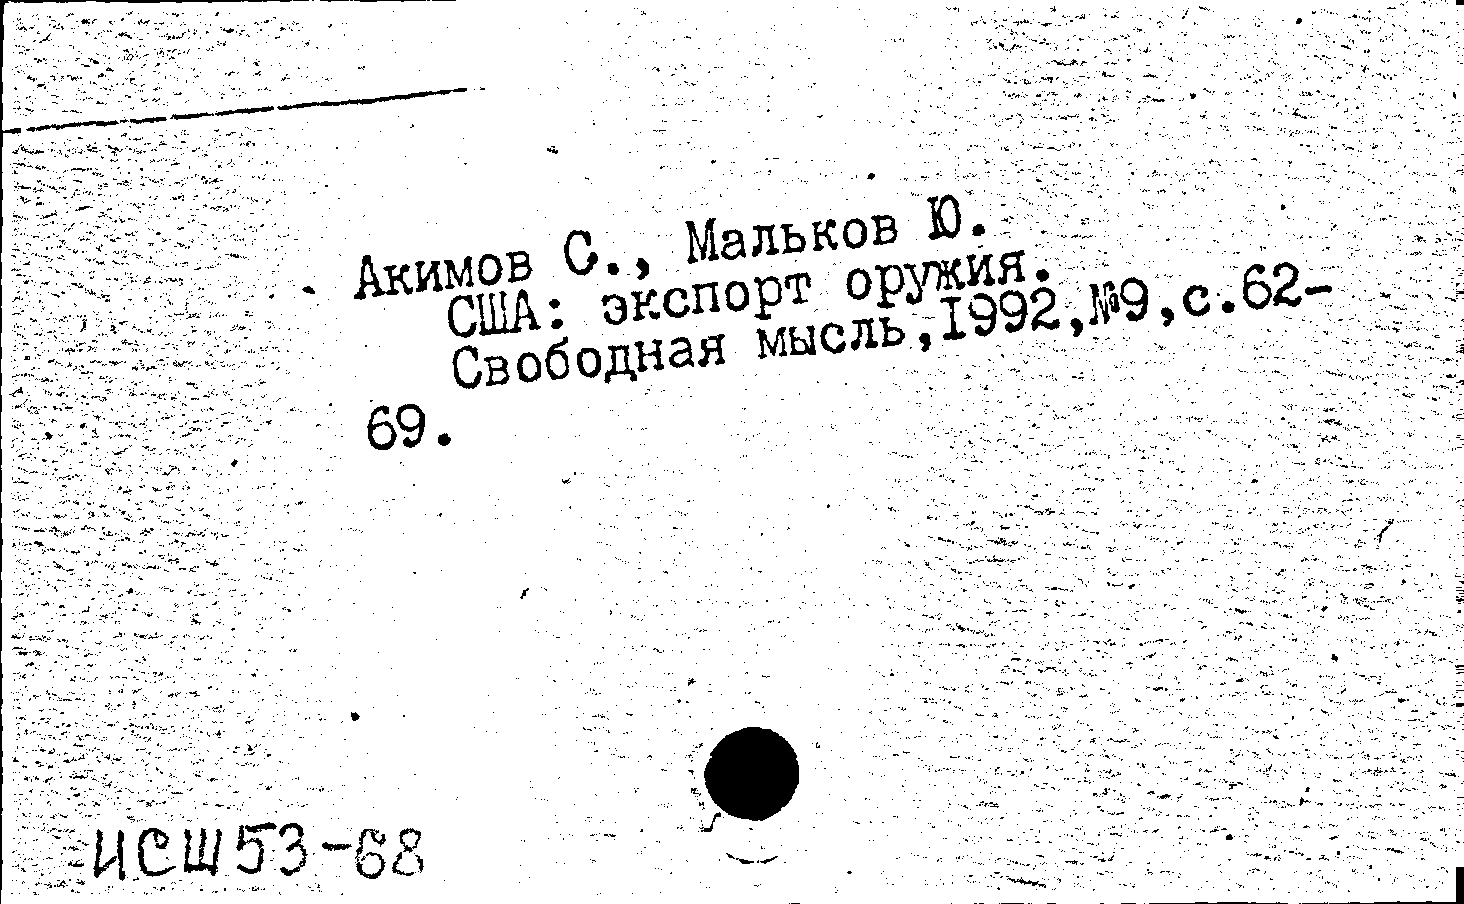 Акимов С., Мальков Ю.
США: экспорт оружия.
Свободная мысль,1992,№9,с.62-
69.
ИСШ53-68